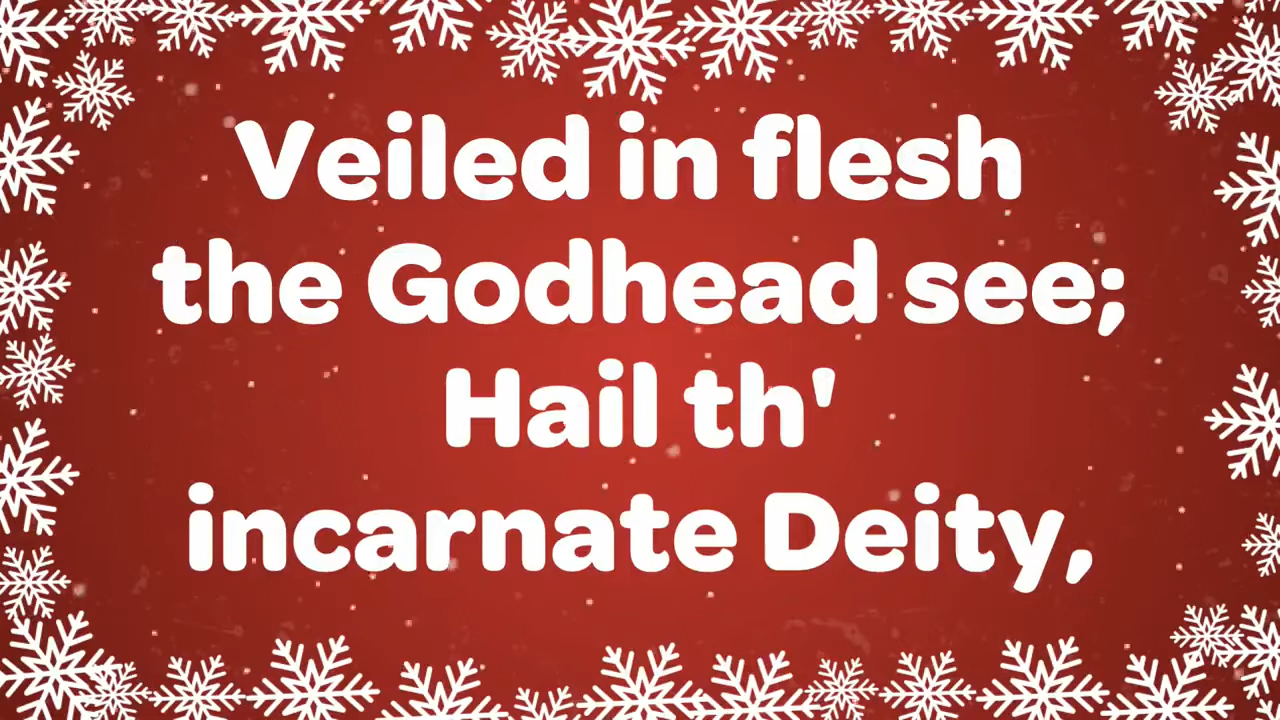 Veiled in flesh
the Godhead see;
Hail th'
incarnate Deity,